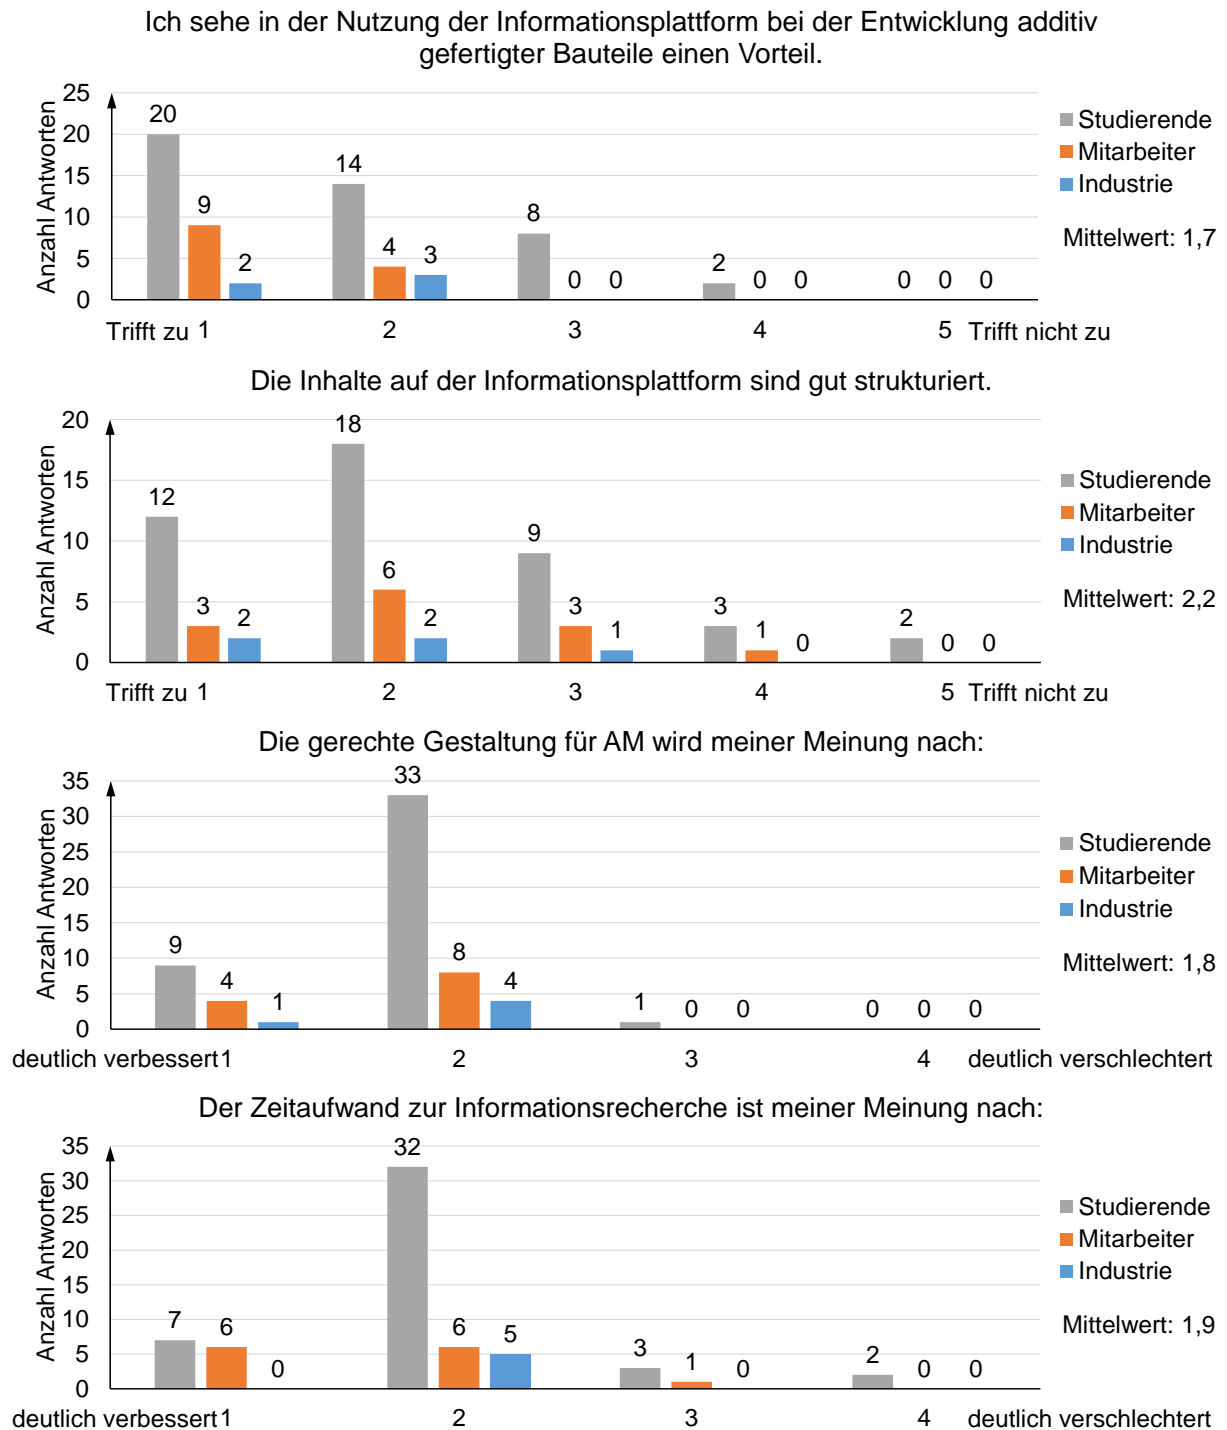 Ich sehe in der Nutzung der Informationsplattform bei der Entwicklung additiv
gefertigter Bauteile einen Vorteil.
Anzahl Antworten
25
20
15
10
5
0
20 9 2
14 4 3
8 0 0
2 0 0
0 0 0
Trifft zu 1 2 3 4 5 Trifft nicht zu
Studierende
Mitarbeiter
Industrie
Mittelwert: 1,7
Die Inhalte auf der Informationsplattform sind gut strukturiert.
Anzahl Antworten
20
15
10
5
0
12 3 2
18 6 2
9 3 1
3 1 0
2 0 0
Trifft zu 1 2 3 4 5 Trifft nicht zu
Studierende
Mitarbeiter
Industrie
Mittelwert: 2,2
Die gerechte Gestaltung für AM wird meiner Meinung nach:
Anzahl Antworten
35
30
25
20
15
10
5
0
9 4 1
33 8 4
1 0 0
0 0 0
deutlich verbessert 1 2 3 4 deutlich verschlechtert
Studierende
Mitarbeiter
Industrie
Mittelwert: 1,8
Der Zeitaufwand zur Informationsrecherche ist meiner Meinung nach:
Anzahl Antworten
35
30
25
20
15
10
5
0
7 6 0
32 6 5
3 1 0
2 0 0
deutlich verbessert 1 2 3 4 deutlich verschlechtert
Studierende
Mitarbeiter
Industrie
Mittelwert: 1,9